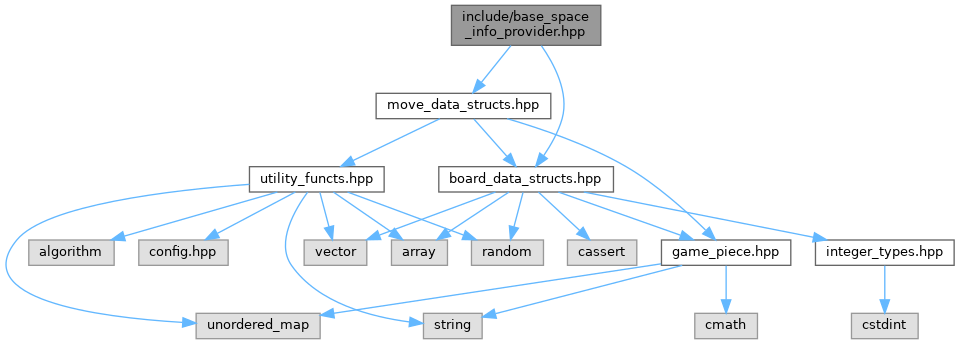 include/base_space
_info_provider.hpp
move_data_structs.hpp
utility_functs.hpp
board_data_structs.hpp
algorithm
config.hpp
vector
array
random
cassert
game_piece.hpp
integer_types.hpp
unordered_map
string
cmath
cstdint